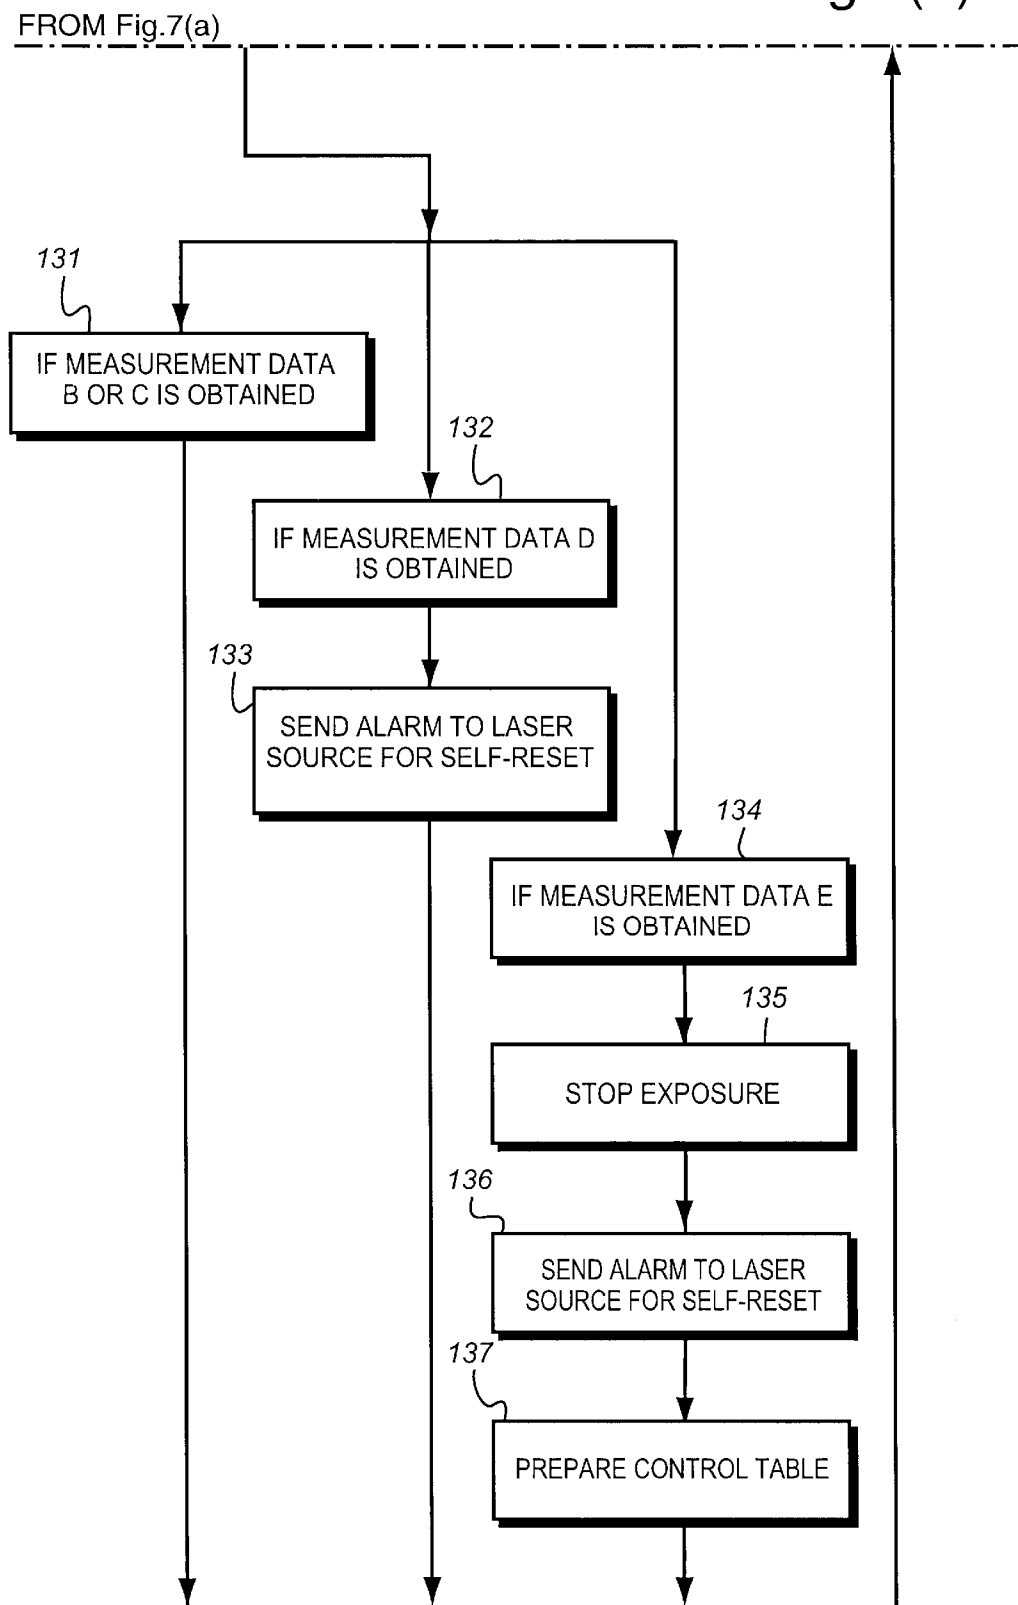 FROM Fig.7(a)
131
IF MEASUREMENT DATA
B OR C IS OBTAINED
132
IF MEASUREMENT DATA D
IS OBTAINED
133
SEND ALARM TO LASER
SOURCE FOR SELF-RESET
134
IF MEASUREMENT DATA E
IS OBTAINED
135
STOP EXPOSURE
136
SEND ALARM TO LASER
SOURCE FOR SELF-RESET
137
PREPARE CONTROL TABLE